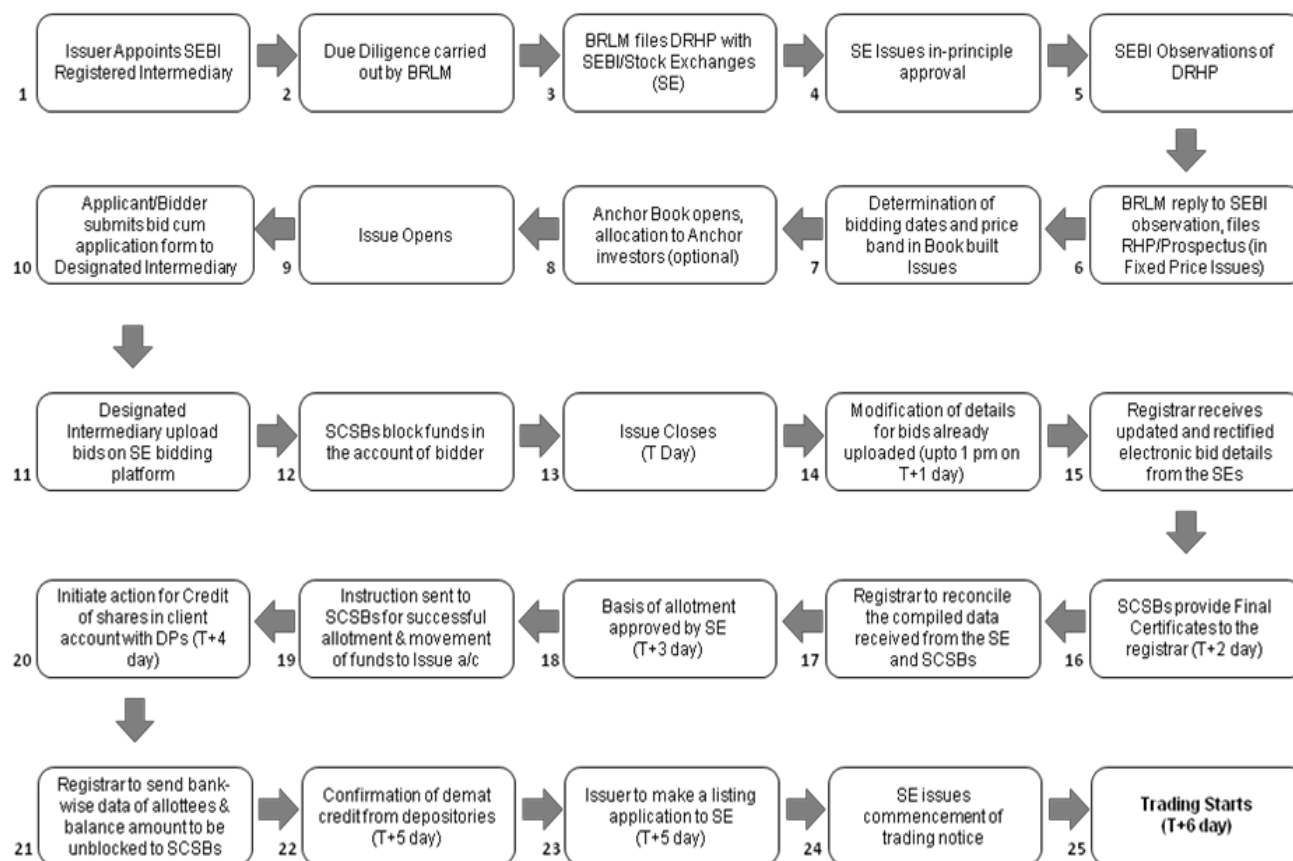 Issuer Appoints SEBI
Registered Intermediary
1
Due Diligence carried
out by BRLM
2
BRLM files DRHP with
SEBI/Stock Exchanges
(SE)
3
SE Issues in-principle
approval
4
SEBI Observations of
DRHP
5
BRLM reply to SEBI
observation, files
RHP/Prospectus (in
Fixed Price Issues)
6
Determination of
bidding dates and price
band in Book built
Issues
7
Anchor Book opens,
allocation to Anchor
investors (optional)
8
Issue Opens
9
Applicant/Bidder
submits bid cum
application form to
Designated Intermediary
10
Designated
Intermediary upload
bids on SE bidding
platform
11
SCSBs block funds in
the account of bidder
12
Issue Closes
(T Day)
13
Modification of details
for bids already
uploaded (upto 1 pm on
T+1 day)
14
Registrar receives
updated and rectified
electronic bid details
from the SEs
15
SCSBs provide Final
Certificates to the
registrar (T+2 day)
16
Registrar to reconcile
the compiled data
received from the SE
and SCSBs
17
Basis of allotment
approved by SE
(T+3 day)
18
Instruction sent to
SCSBs for successful
allotment & movement
of funds to Issue a/c
19
Initiate action for Credit
of shares in client
account with DPs (T+4
day)
20
Registrar to send bank-
wise data of allottees &
balance amount to be
unblocked to SCSBs
21
Confirmation of demat
credit from depositories
(T+5 day)
22
Issuer to make a listing
application to SE
(T+5 day)
23
SE issues
commencement of
trading notice
24
Trading Starts
(T+6 day)
25